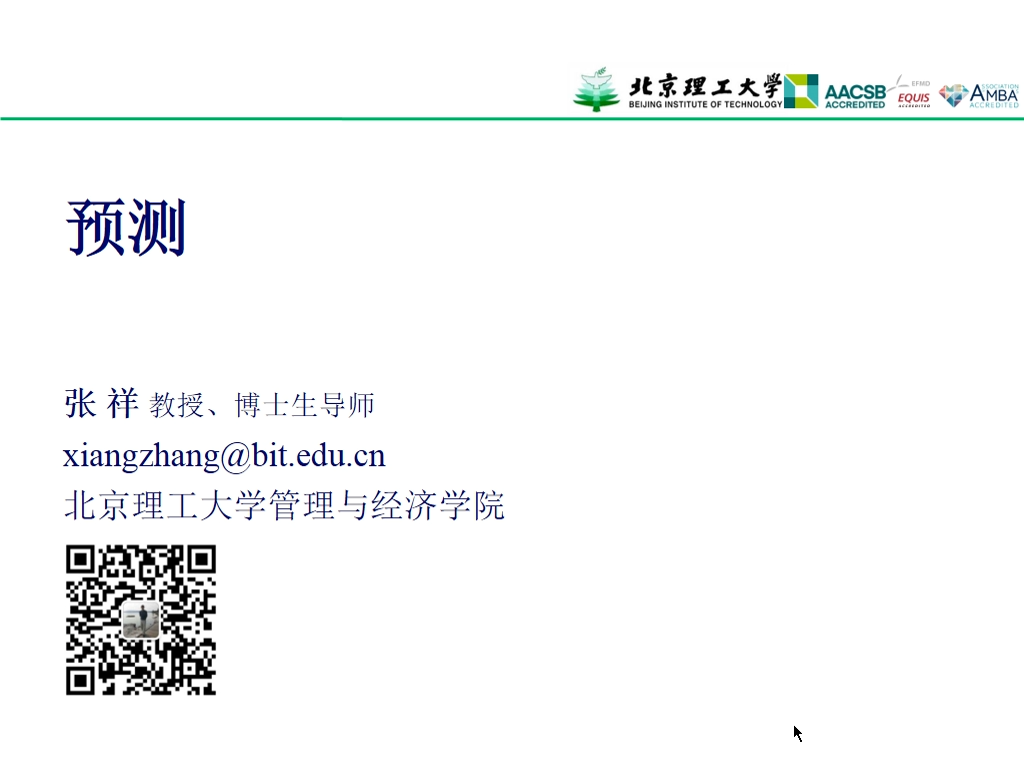 北京理工大学
BEIJING INSTITUTE OF TECHNOLOGY
AACSB
ACCREDITED
EFMD
EQUIS
ACCREDITED
ASSOCIATION
AMBA
ACCREDITED
预测
张 祥 教授、博士生导师
xiangzhang@bit.edu.cn
北京理工大学管理与经济学院